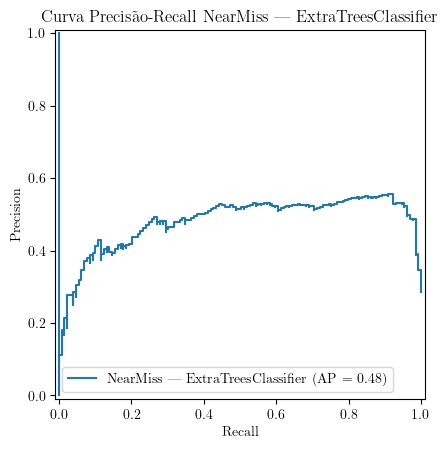 Curva Precisão-Recall NearMiss — ExtraTreesClassifier
1.0
0.8
0.6
0.4
0.2
0.0
Precision
NearMiss — ExtraTreesClassifier (AP = 0.48)
0.0 0.2 0.4 0.6 0.8 1.0
Recall